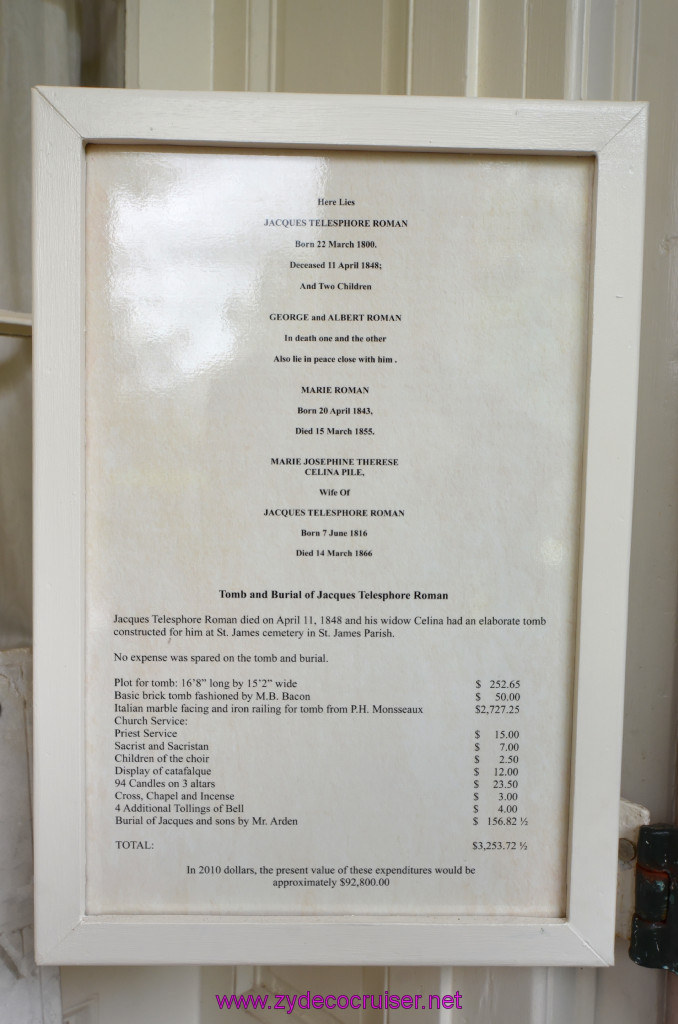 Here Lies
JACQUES TELESPHORE ROMAN
Born 22 March 1800.
Deceased 11 April 1848;
And Two Children
GEORGE and ALBERT ROMAN
In death one and the other
Also lie in peace close with him .
MARIE ROMAN
Born 20 April 1843,
Died 15 March 1855.
MARIE JOSEPHINE THERESE
CELINA PILE,
Wife Of
JACQUES TELESPHORE ROMAN
Born 7 June 1816
Died 14 March 1866
Tomb and Burial of Jacques Telesphore Roman
Jacques Telesphore Roman died on April 11, 1848 and his widow Celina had an elaborate tomb
constructed for him at St. James cemetery in St. James Parish.
No expense was spared on the tomb and burial.
Plot for tomb: 16’8” long by 15’2” wide $ 252.65
Basic brick tomb fashioned by M.B. Bacon $ 50.00
Italian marble facing and iron railing for tomb from P.H. Monsseaux $2,727.25
Church Service:
Priest Service $ 15.00
Sacrist and Sacristan $ 7.00
Children of the choir $ 2.50
Display of catafalque $ 12.00
94 Candles on 3 altars $ 23.50
Cross, Chapel and Incense $ 3.00
4 Additional Tollings of Bell $ 4.00
Burial of Jacques and sons by Mr. Arden $ 156.82 ½
TOTAL: $3,253.72 ½
In 2010 dollars, the present value of these expenditures would be
approximately $92,800.00
www.zydecocruiser.net